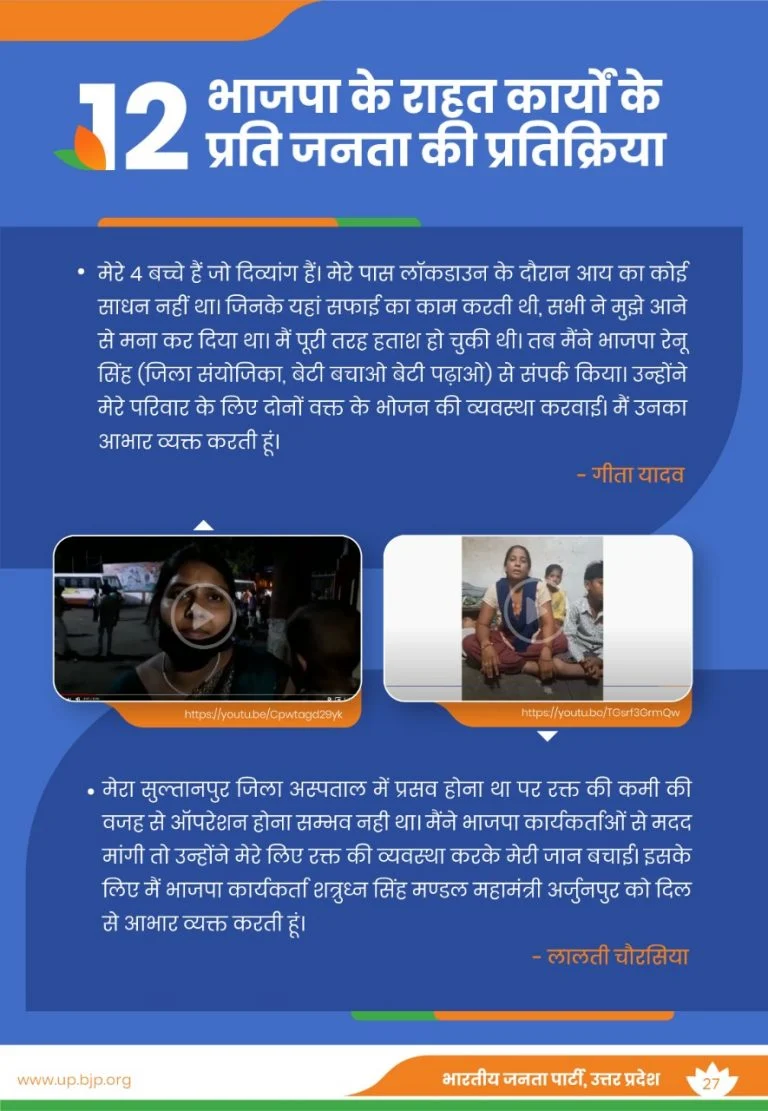 12
भाजपा के राहत कार्यों के
प्रति जनता की प्रतिक्रिया
• मेरे 4 बच्चे हैं जो दिव्यांग हैं। मेरे पास लॉकडाउन के दौरान आय का कोई
साधन नहीं था। जिनके यहां सफाई का काम करती थी, सभी ने मुझे आने
से मना कर दिया था। मैं पूरी तरह हताश हो चुकी थी। तब मैंने भाजपा रेनू
सिंह (जिला संयोजिका, बेटी बचाओ बेटी पढ़ाओ) से संपर्क किया। उन्होंने
मेरे परिवार के लिए दोनों वक्त के भोजन की व्यवस्था करवाई। मैं उनका
आभार व्यक्त करती हूं।
- गीता यादव
https://youtu.be/Cpwtagd29yk
https://youtu.be/TGsrf3GrmQw
• मेरा सुल्तानपुर जिला अस्पताल में प्रसव होना था पर रक्त की कमी की
वजह से ऑपरेशन होना सम्भव नही था। मैंने भाजपा कार्यकर्ताओं से मदद
मांगी तो उन्होंने मेरे लिए रक्त की व्यवस्था करके मेरी जान बचाई। इसके
लिए मैं भाजपा कार्यकर्ता शत्रुध्न सिंह मण्डल महामंत्री अर्जुनपुर को दिल
से आभार व्यक्त करती हूं।
- लालती चौरसिया
www.up.bjp.org
भारतीय जनता पार्टी, उत्तर प्रदेश
27